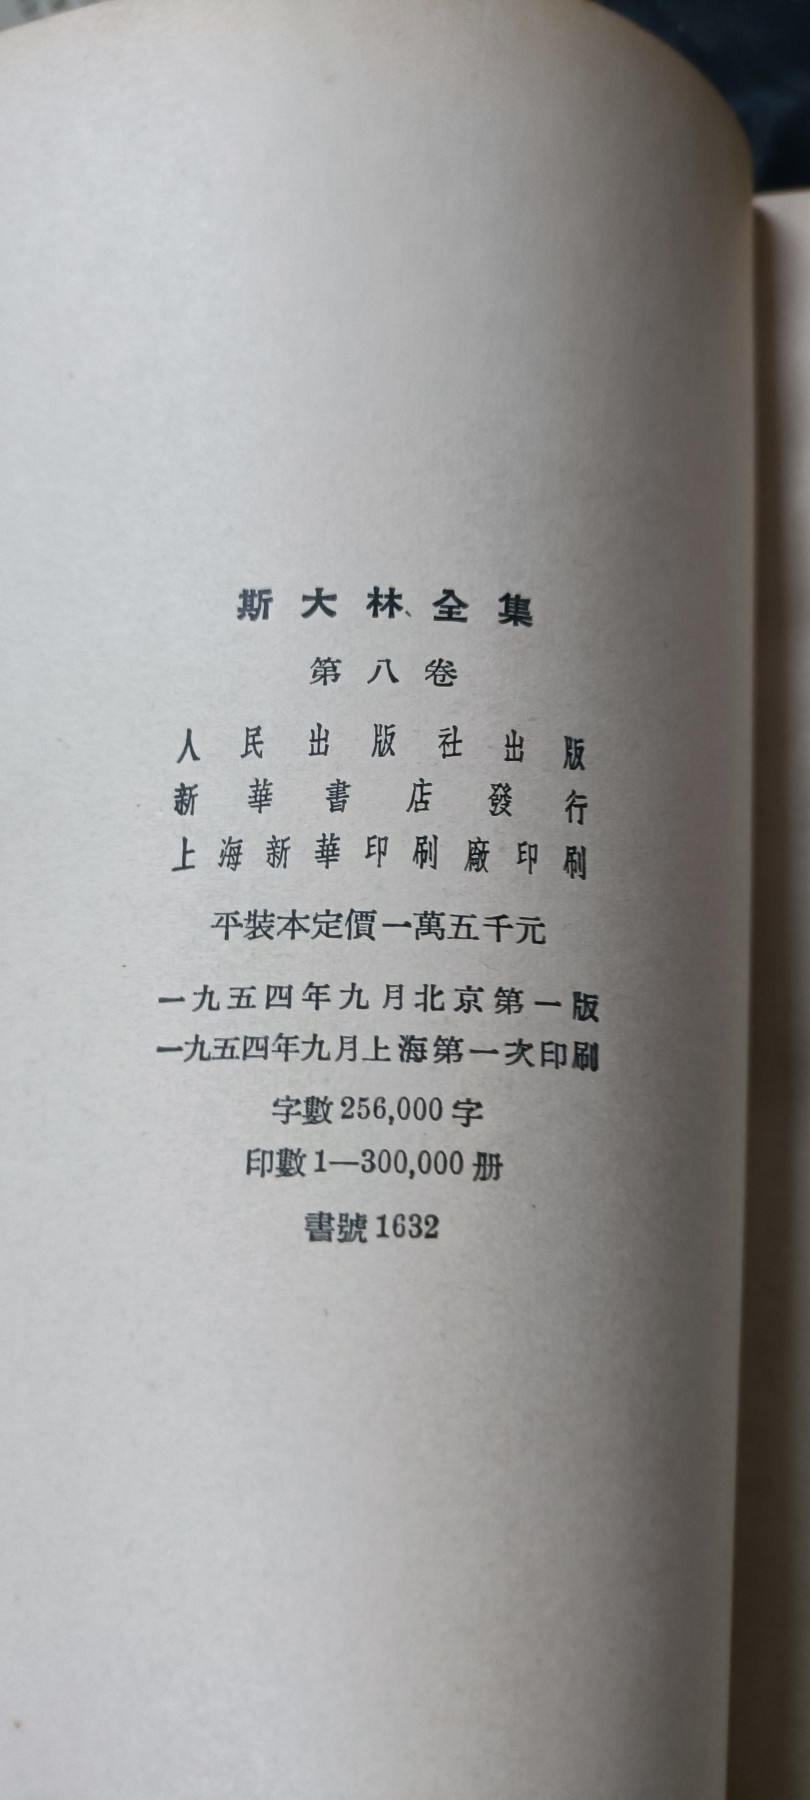 斯大林全集
第八卷
人民出版社出版
新華書店發行
上海新華印刷廠印刷
平裝本定價一萬五千元
一九五四年九月北京第一版
一九五四年九月上海第一次印刷
字數256,000字
印數1—300,000册
書號1632